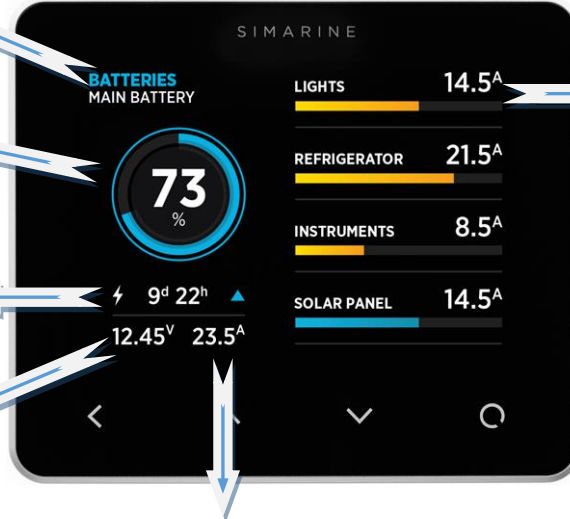 SIMARINE
BATTERIES
MAIN BATTERY
73
%
9d 22h
12.45V 23.5A
LIGHTS 14.5A
REFRIGERATOR 21.5A
INSTRUMENTS 8.5A
SOLAR PANEL 14.5A